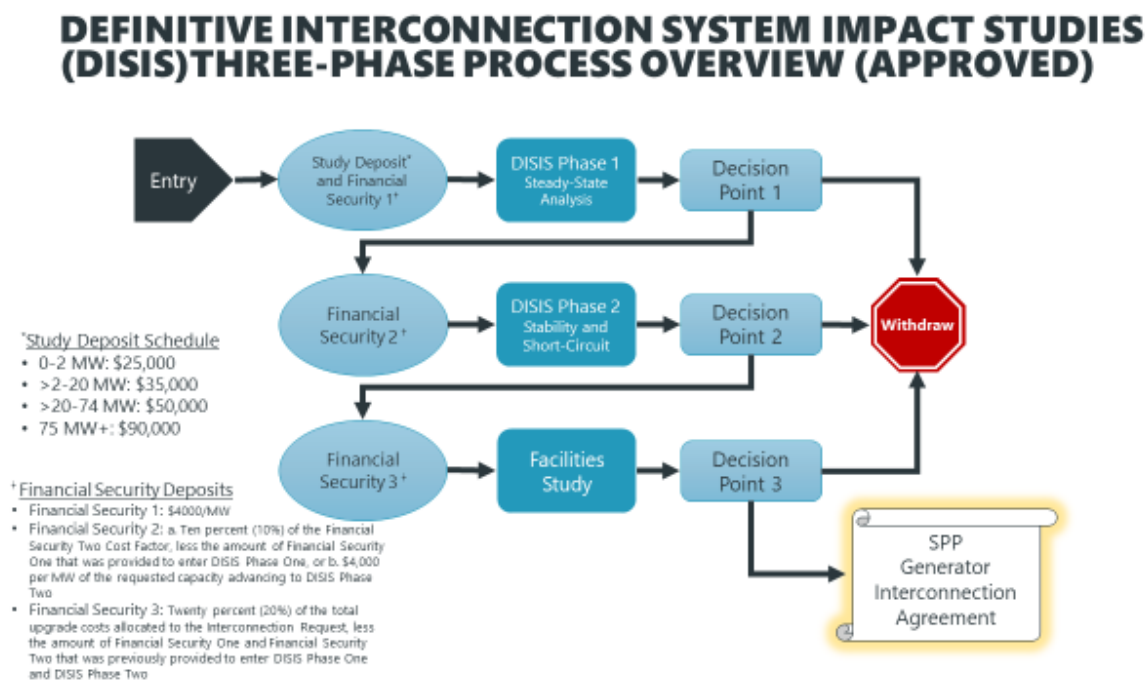 DEFINITIVE INTERCONNECTION SYSTEM IMPACT STUDIES
(DISIS)THREE-PHASE PROCESS OVERVIEW (APPROVED)
Entry
Study Deposit*
and Financial
Security 1†
DISIS Phase 1
Steady-State
Analysis
Decision
Point 1
Financial
Security 2 †
DISIS Phase 2
Stability and
Short-Circuit
Decision
Point 2
Withdraw
*Study Deposit Schedule
• 0-2 MW: $25,000
• >2-20 MW: $35,000
• >20-74 MW: $50,000
• 75 MW+: $90,000
Financial
Security 3 †
Facilities
Study
Decision
Point 3
† Financial Security Deposits
• Financial Security 1: $4000/MW
• Financial Security 2: a. Ten percent (10%) of the Financial
Security Two Cost Factor, less the amount of Financial Security
One that was provided to enter DISIS Phase One, or b. $4,000
per MW of the requested capacity advancing to DISIS Phase
Two
• Financial Security 3: Twenty percent (20%) of the total
upgrade costs allocated to the Interconnection Request, less
the amount of Financial Security One and Financial Security
Two that was previously provided to enter DISIS Phase One
and DISIS Phase Two
SPP
Generator
Interconnection
Agreement